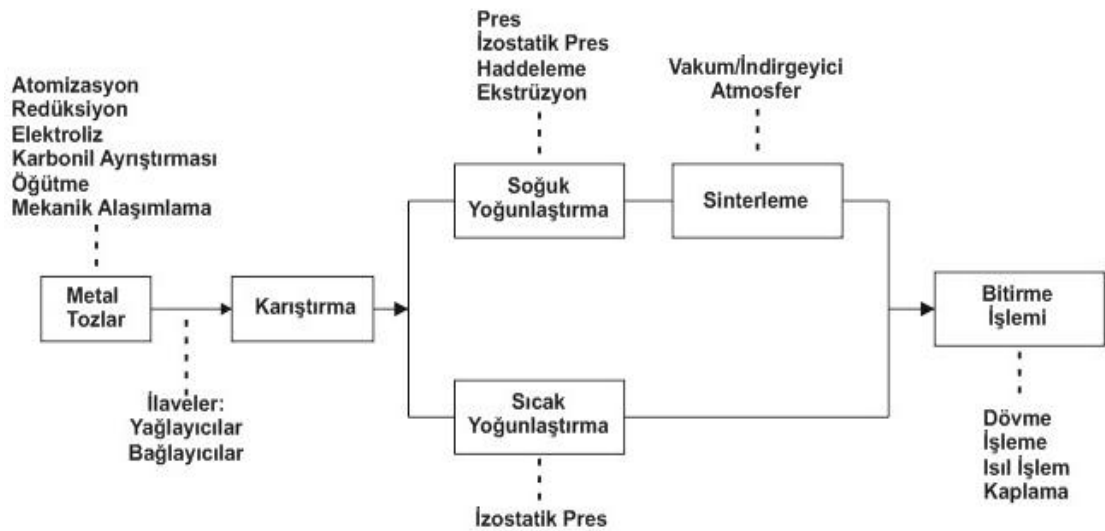 Atomizasyon
Redüksiyon
Elektroliz
Karbonil Ayrıştırması
Öğütme
Mekanik Alaşımlama
Metal
Tozlar
İlaveler:
Yağlayıcılar
Bağlayıcılar
Karıştırma
Pres
İzostatik Pres
Haddeleme
Ekstrüzyon
Soğuk
Yoğunlaştırma
Vakum/İndirgeyici
Atmosfer
Sinterleme
Sıcak
Yoğunlaştırma
İzostatik Pres
Bitirme
İşlemi
Dövme
İşleme
Isıl İşlem
Kaplama